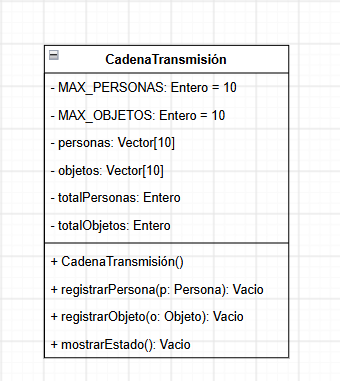 CadenaTransmisión
- MAX_PERSONAS: Entero = 10
- MAX_OBJETOS: Entero = 10
- personas: Vector[10]
- objetos: Vector[10]
- totalPersonas: Entero
- totalObjetos: Entero
+ CadenaTransmisión()
+ registrarPersona(p: Persona): Vacio
+ registrarObjeto(o: Objeto): Vacio
+ mostrarEstado(): Vacio